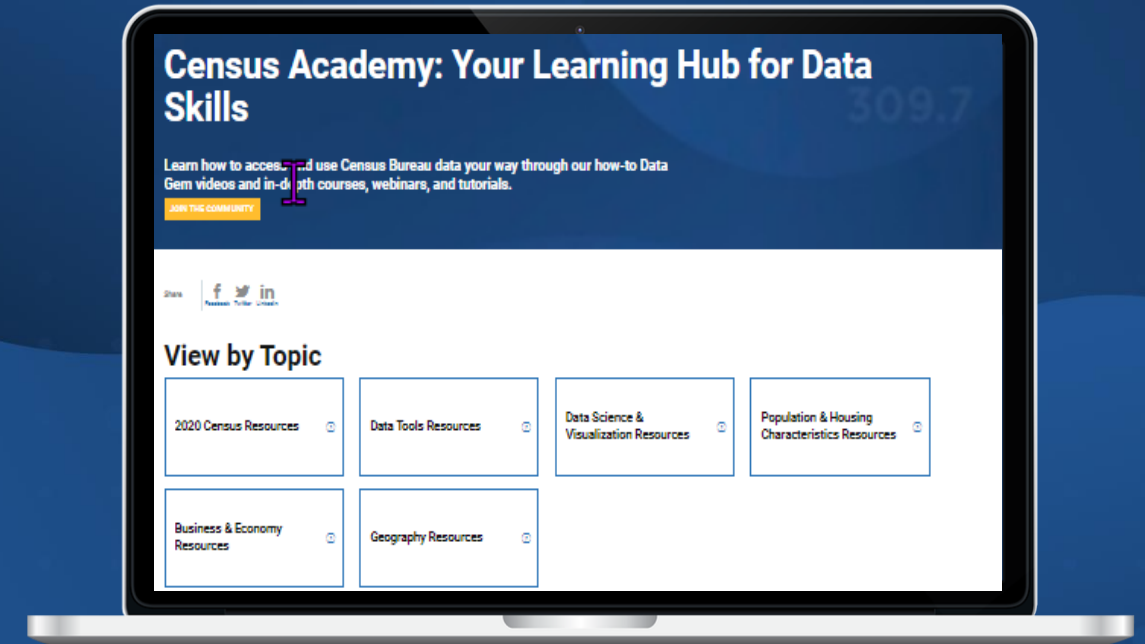 Census Academy: Your Learning Hub for Data
Skills
309.7
Learn how to access and use Census Bureau data your way through our how-to Data
Gem videos and in-depth courses, webinars, and tutorials.
JOIN THE COMMUNITY
Share
Facebook Twitter LinkedIn
View by Topic
2020 Census Resources
Data Tools Resources
Data Science &
Visualization Resources
Population & Housing
Characteristics Resources
Business & Economy
Resources
Geography Resources